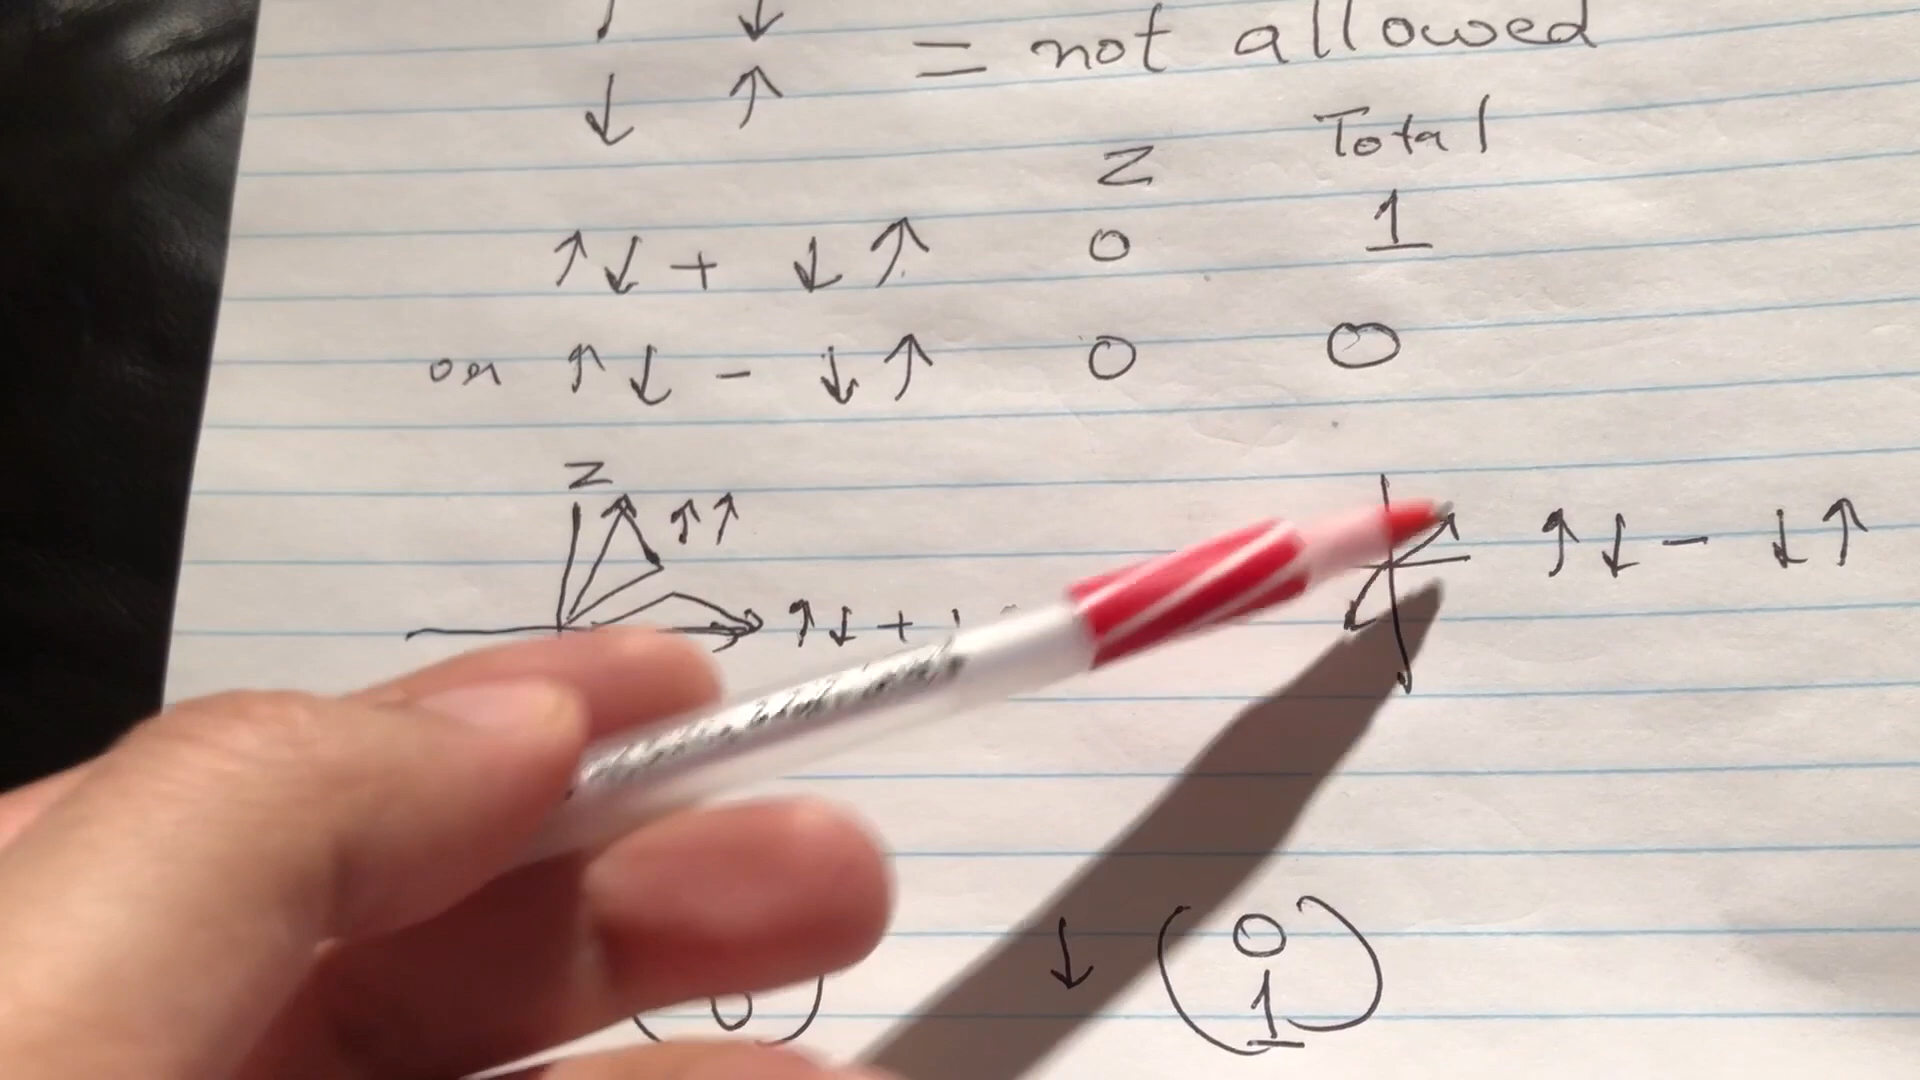 ↓
↓ ↑ = not allowed
Z Total
↑↓ + ↓↑ 0 1
or ↑↓ - ↓↑ 0 0
Z
↑↑
↑↓ - ↓↑
↑↓ +
↓ (0
1)